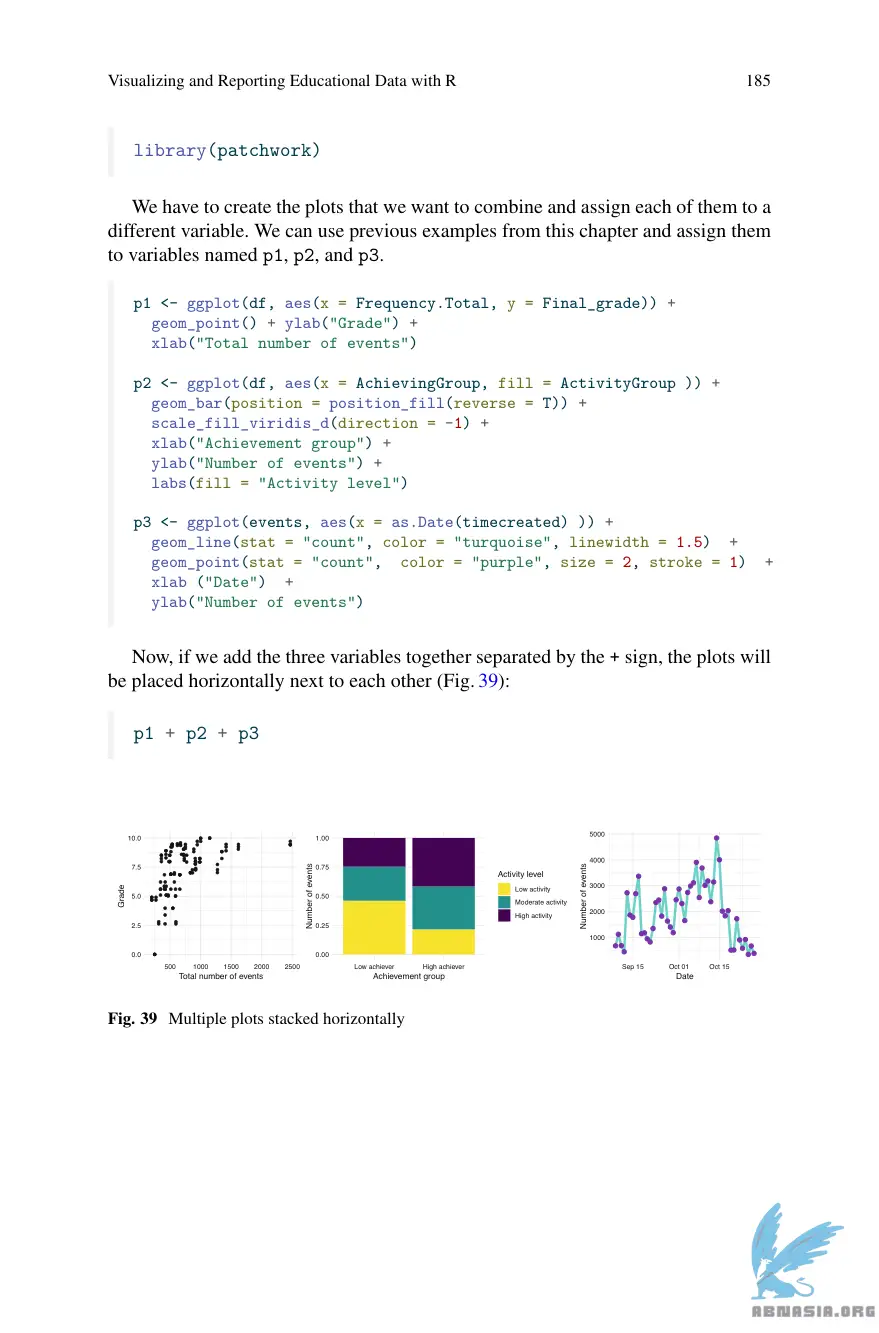 Visualizing and Reporting Educational Data with R 185
library(patchwork)
We have to create the plots that we want to combine and assign each of them to a
different variable. We can use previous examples from this chapter and assign them
to variables named p1, p2, and p3.
p1 <- ggplot(df, aes(x = Frequency.Total, y = Final_grade)) +
  geom_point() + ylab("Grade") +
  xlab("Total number of events")
p2 <- ggplot(df, aes(x = AchievingGroup, fill = ActivityGroup )) +
  geom_bar(position = position_fill(reverse = T)) +
  scale_fill_viridis_d(direction = -1) +
  xlab("Achievement group") +
  ylab("Number of events") +
  labs(fill = "Activity level")
p3 <- ggplot(events, aes(x = as.Date(timecreated) )) +
  geom_line(stat = "count", color = "turquoise", linewidth = 1.5)  +
  geom_point(stat = "count",  color = "purple", size = 2, stroke = 1)  +
  xlab ("Date")  +
  ylab("Number of events")
Now, if we add the three variables together separated by the + sign, the plots will
be placed horizontally next to each other (Fig. 39):
p1 + p2 + p3
Grade
10.0
7.5
5.0
2.5
0.0
500 1000 1500 2000 2500
Total number of events
Number of events
1.00
0.75
0.50
0.25
0.00
Low achiever High achiever
Achievement group
Activity level
Low activity
Moderate activity
High activity
Number of events
5000
4000
3000
2000
1000
Sep 15 Oct 01 Oct 15
Date
Fig. 39 Multiple plots stacked horizontally
ABNASIA.ORG